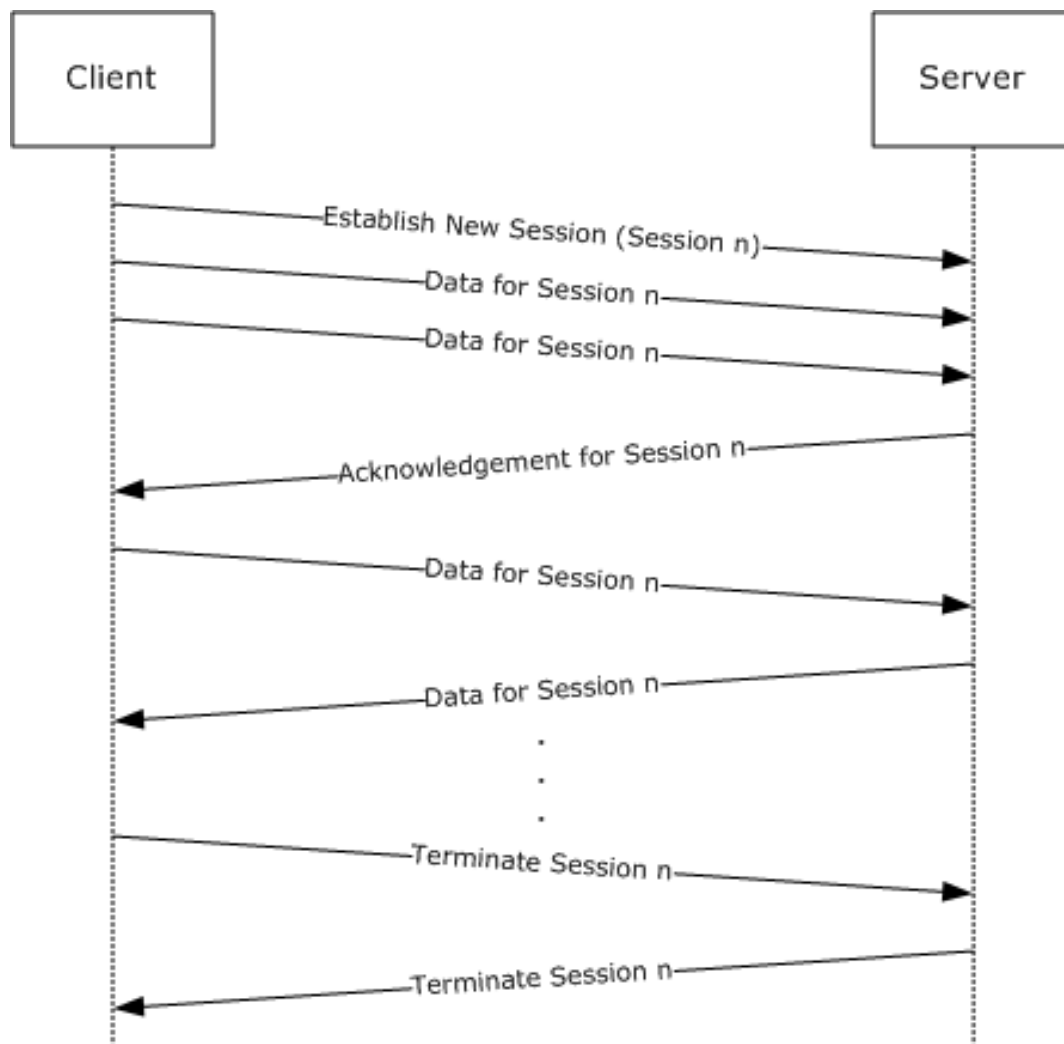 Client
Server
Establish New Session (Session n)
Data for Session n
Data for Session n
Acknowledgement for Session n
Data for Session n
Data for Session n
.
.
.
Terminate Session n
Terminate Session n